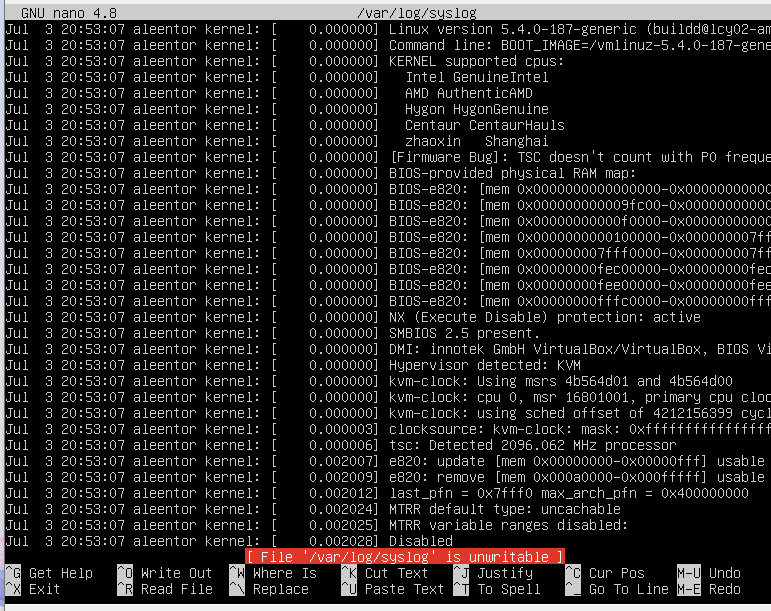 GNU nano 4.8 /var/log/syslog
Jul  3 20:53:07 aleentor kernel: [    0.000000] Linux version 5.4.0-187-generic (buildd@lcy02-am
Jul  3 20:53:07 aleentor kernel: [    0.000000] Command line: BOOT_IMAGE=/vmlinuz-5.4.0-187-gene
Jul  3 20:53:07 aleentor kernel: [    0.000000] KERNEL supported cpus:
Jul  3 20:53:07 aleentor kernel: [    0.000000]   Intel GenuineIntel
Jul  3 20:53:07 aleentor kernel: [    0.000000]   AMD AuthenticAMD
Jul  3 20:53:07 aleentor kernel: [    0.000000]   Hygon HygonGenuine
Jul  3 20:53:07 aleentor kernel: [    0.000000]   Centaur CentaurHauls
Jul  3 20:53:07 aleentor kernel: [    0.000000]   zhaoxin   Shanghai
Jul  3 20:53:07 aleentor kernel: [    0.000000] [Firmware Bug]: TSC doesn't count with P0 freque
Jul  3 20:53:07 aleentor kernel: [    0.000000] BIOS-provided physical RAM map:
Jul  3 20:53:07 aleentor kernel: [    0.000000] BIOS-e820: [mem 0x0000000000000000-0x00000000000
Jul  3 20:53:07 aleentor kernel: [    0.000000] BIOS-e820: [mem 0x000000000009fc00-0x00000000000
Jul  3 20:53:07 aleentor kernel: [    0.000000] BIOS-e820: [mem 0x00000000000f0000-0x00000000000
Jul  3 20:53:07 aleentor kernel: [    0.000000] BIOS-e820: [mem 0x0000000000100000-0x000000007ff
Jul  3 20:53:07 aleentor kernel: [    0.000000] BIOS-e820: [mem 0x000000007fff0000-0x000000007ff
Jul  3 20:53:07 aleentor kernel: [    0.000000] BIOS-e820: [mem 0x00000000fec00000-0x00000000fec
Jul  3 20:53:07 aleentor kernel: [    0.000000] BIOS-e820: [mem 0x00000000fee00000-0x00000000fee
Jul  3 20:53:07 aleentor kernel: [    0.000000] BIOS-e820: [mem 0x00000000fffc0000-0x00000000fff
Jul  3 20:53:07 aleentor kernel: [    0.000000] NX (Execute Disable) protection: active
Jul  3 20:53:07 aleentor kernel: [    0.000000] SMBIOS 2.5 present.
Jul  3 20:53:07 aleentor kernel: [    0.000000] DMI: innotek GmbH VirtualBox/VirtualBox, BIOS Vi
Jul  3 20:53:07 aleentor kernel: [    0.000000] Hypervisor detected: KVM
Jul  3 20:53:07 aleentor kernel: [    0.000000] kvm-clock: Using msrs 4b564d01 and 4b564d00
Jul  3 20:53:07 aleentor kernel: [    0.000000] kvm-clock: cpu 0, msr 16801001, primary cpu cloc
Jul  3 20:53:07 aleentor kernel: [    0.000000] kvm-clock: using sched offset of 4212156399 cycl
Jul  3 20:53:07 aleentor kernel: [    0.000003] clocksource: kvm-clock: mask: 0xffffffffffffffff
Jul  3 20:53:07 aleentor kernel: [    0.000006] tsc: Detected 2096.062 MHz processor
Jul  3 20:53:07 aleentor kernel: [    0.002007] e820: update [mem 0x00000000-0x00000fff] usable
Jul  3 20:53:07 aleentor kernel: [    0.002009] e820: remove [mem 0x000a0000-0x000fffff] usable
Jul  3 20:53:07 aleentor kernel: [    0.002012] last_pfn = 0x7fff0 max_arch_pfn = 0x400000000
Jul  3 20:53:07 aleentor kernel: [    0.002024] MTRR default type: uncachable
Jul  3 20:53:07 aleentor kernel: [    0.002025] MTRR variable ranges disabled:
Jul  3 20:53:07 aleentor kernel: [    0.002028] Disabled
[ File '/var/log/syslog' is unwritable ]
^G Get Help ^O Write Out ^W Where Is ^K Cut Text ^J Justify ^C Cur Pos M-U Undo
^X Exit ^R Read File ^\ Replace ^U Paste Text ^T To Spell ^_ Go To Line M-E Redo